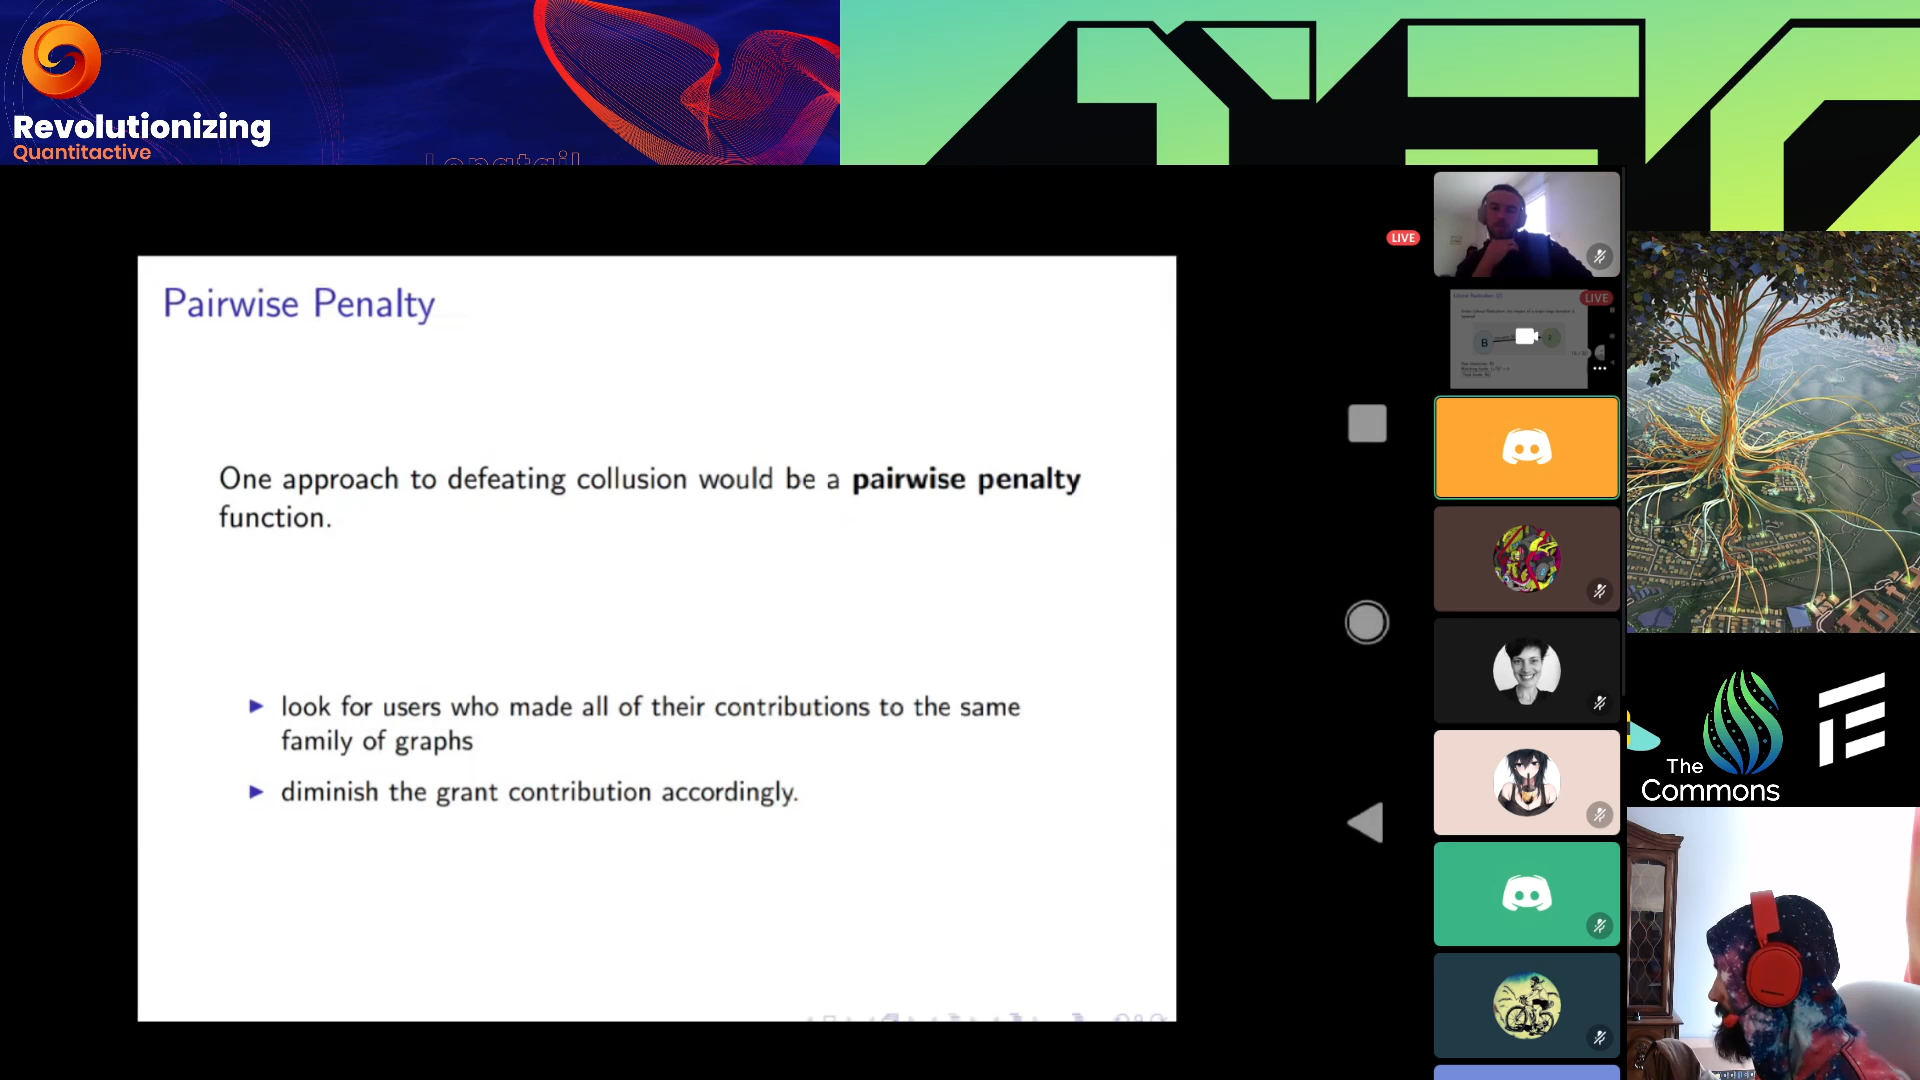 Revolutionizing
Quantitactive
Longtail
LIVE
Pairwise Penalty
One approach to defeating collusion would be a pairwise penalty
function.
look for users who made all of their contributions to the same
family of graphs
diminish the grant contribution accordingly.
LIVE
B
2
The
Commons